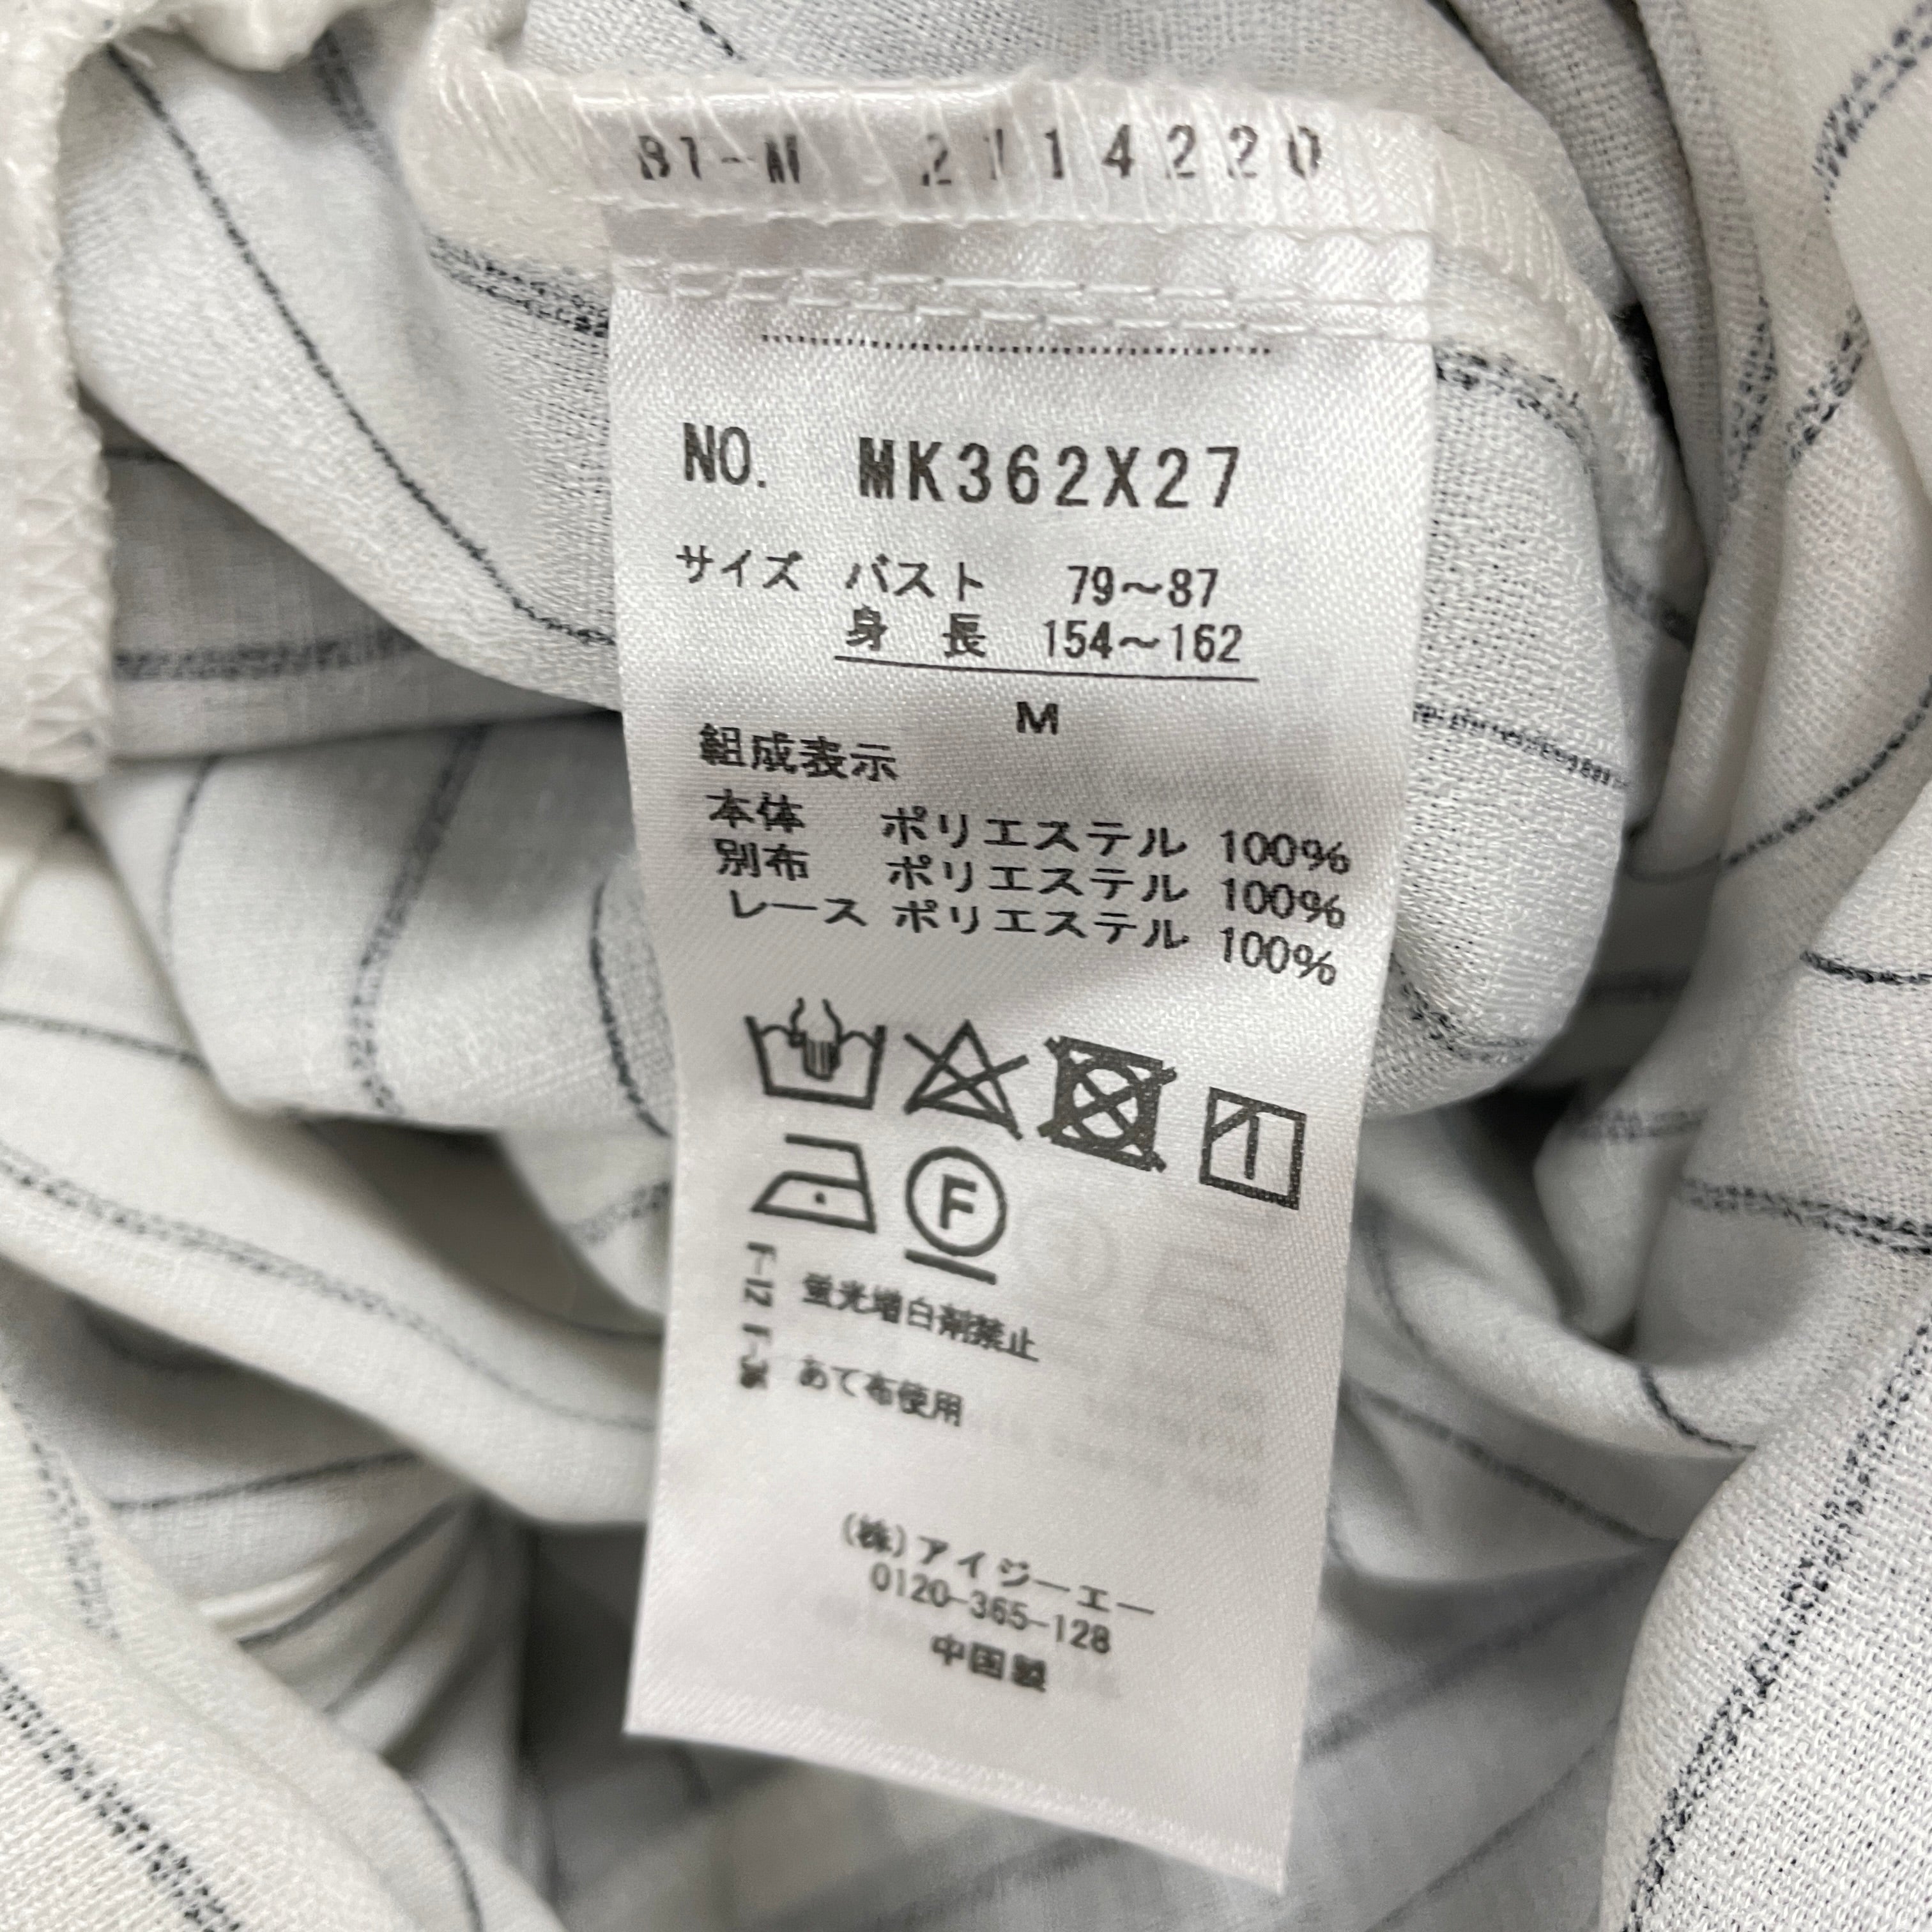 BT-M 2114220
NO. MK362X27
サイズ バスト 79～87
身長 154～162
M
組成表示
本体 ポリエステル 100%
別布 ポリエステル 100%
レース ポリエステル 100%
F
蛍光増白剤禁止
あて布使用
(株)アイジーエー
0120-365-128
中国製